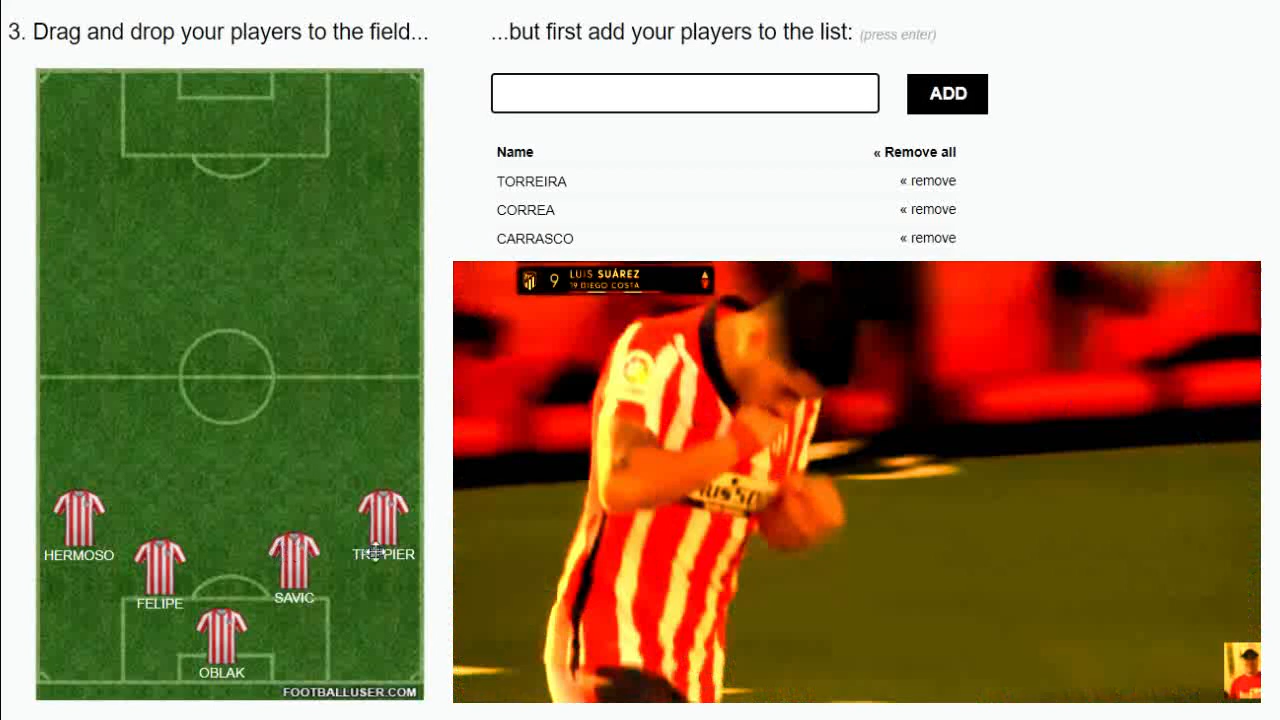 3. Drag and drop your players to the field...
...but first add your players to the list: (press enter)
ADD
Name
« Remove all
TORREIRA
« remove
CORREA
« remove
CARRASCO
« remove
9 LUIS SUÁREZ
19 DIEGO COSTA
HERMOSO
FELIPE
SAVIC
OBLAK
FOOTBALLUSER.COM